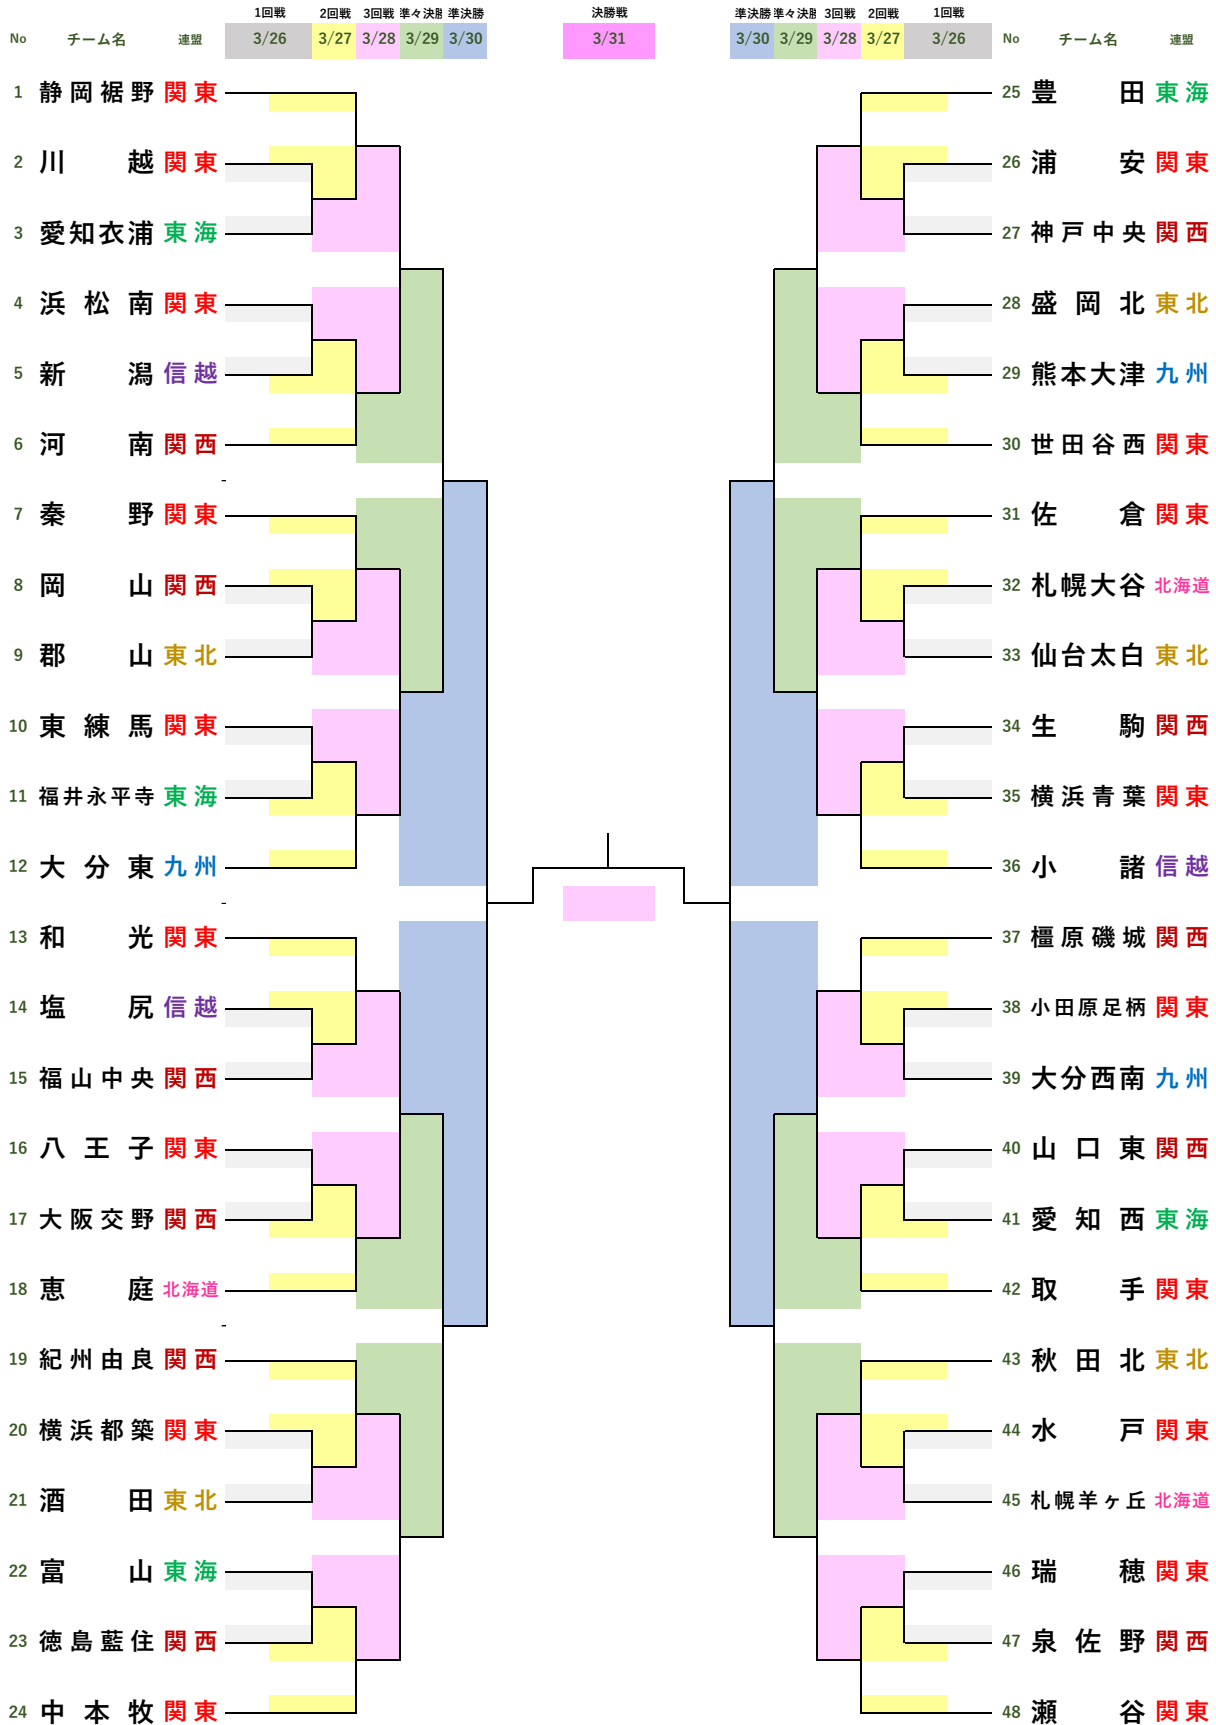 1回戦 2回戦 3回戦 準々決勝 準決勝 決勝戦 準決勝 準々決勝 3回戦 2回戦 1回戦
No チーム名 連盟 3/26 3/27 3/28 3/29 3/30 3/31 3/30 3/29 3/28 3/27 3/26 No チーム名 連盟
1 静岡裾野 関東 25 豊田 東海
2 川越 関東 26 浦安 関東
3 愛知衣浦 東海 27 神戸中央 関西
4 浜松南 関東 28 盛岡北 東北
5 新潟 信越 29 熊本大津 九州
6 河南 関西 30 世田谷西 関東
7 秦野 関東 31 佐倉 関東
8 岡山 関西 32 札幌大谷 北海道
9 郡山 東北 33 仙台太白 東北
10 東練馬 関東 34 生駒 関西
11 福井永平寺 東海 35 横浜青葉 関東
12 大分東 九州 36 小諸 信越
13 和光 関東 37 橿原磯城 関西
14 塩尻 信越 38 小田原足柄 関東
15 福山中央 関西 39 大分西南 九州
16 八王子 関東 40 山口東 関西
17 大阪交野 関西 41 愛知西 東海
18 恵庭 北海道 42 取手 関東
19 紀州由良 関西 43 秋田北 東北
20 横浜都築 関東 44 水戸 関東
21 酒田 東北 45 札幌羊ヶ丘 北海道
22 富山 東海 46 瑞穂 関東
23 徳島藍住 関西 47 泉佐野 関西
24 中本牧 関東 48 瀬谷 関東